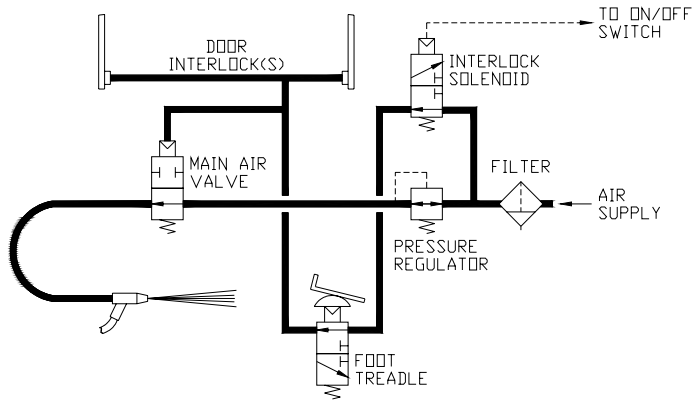 TO ON/OFF
SWITCH
DOOR
INTERLOCK(S)
INTERLOCK
SOLENOID
MAIN AIR
VALVE
FILTER
AIR
SUPPLY
PRESSURE
REGULATOR
FOOT
TREADLE